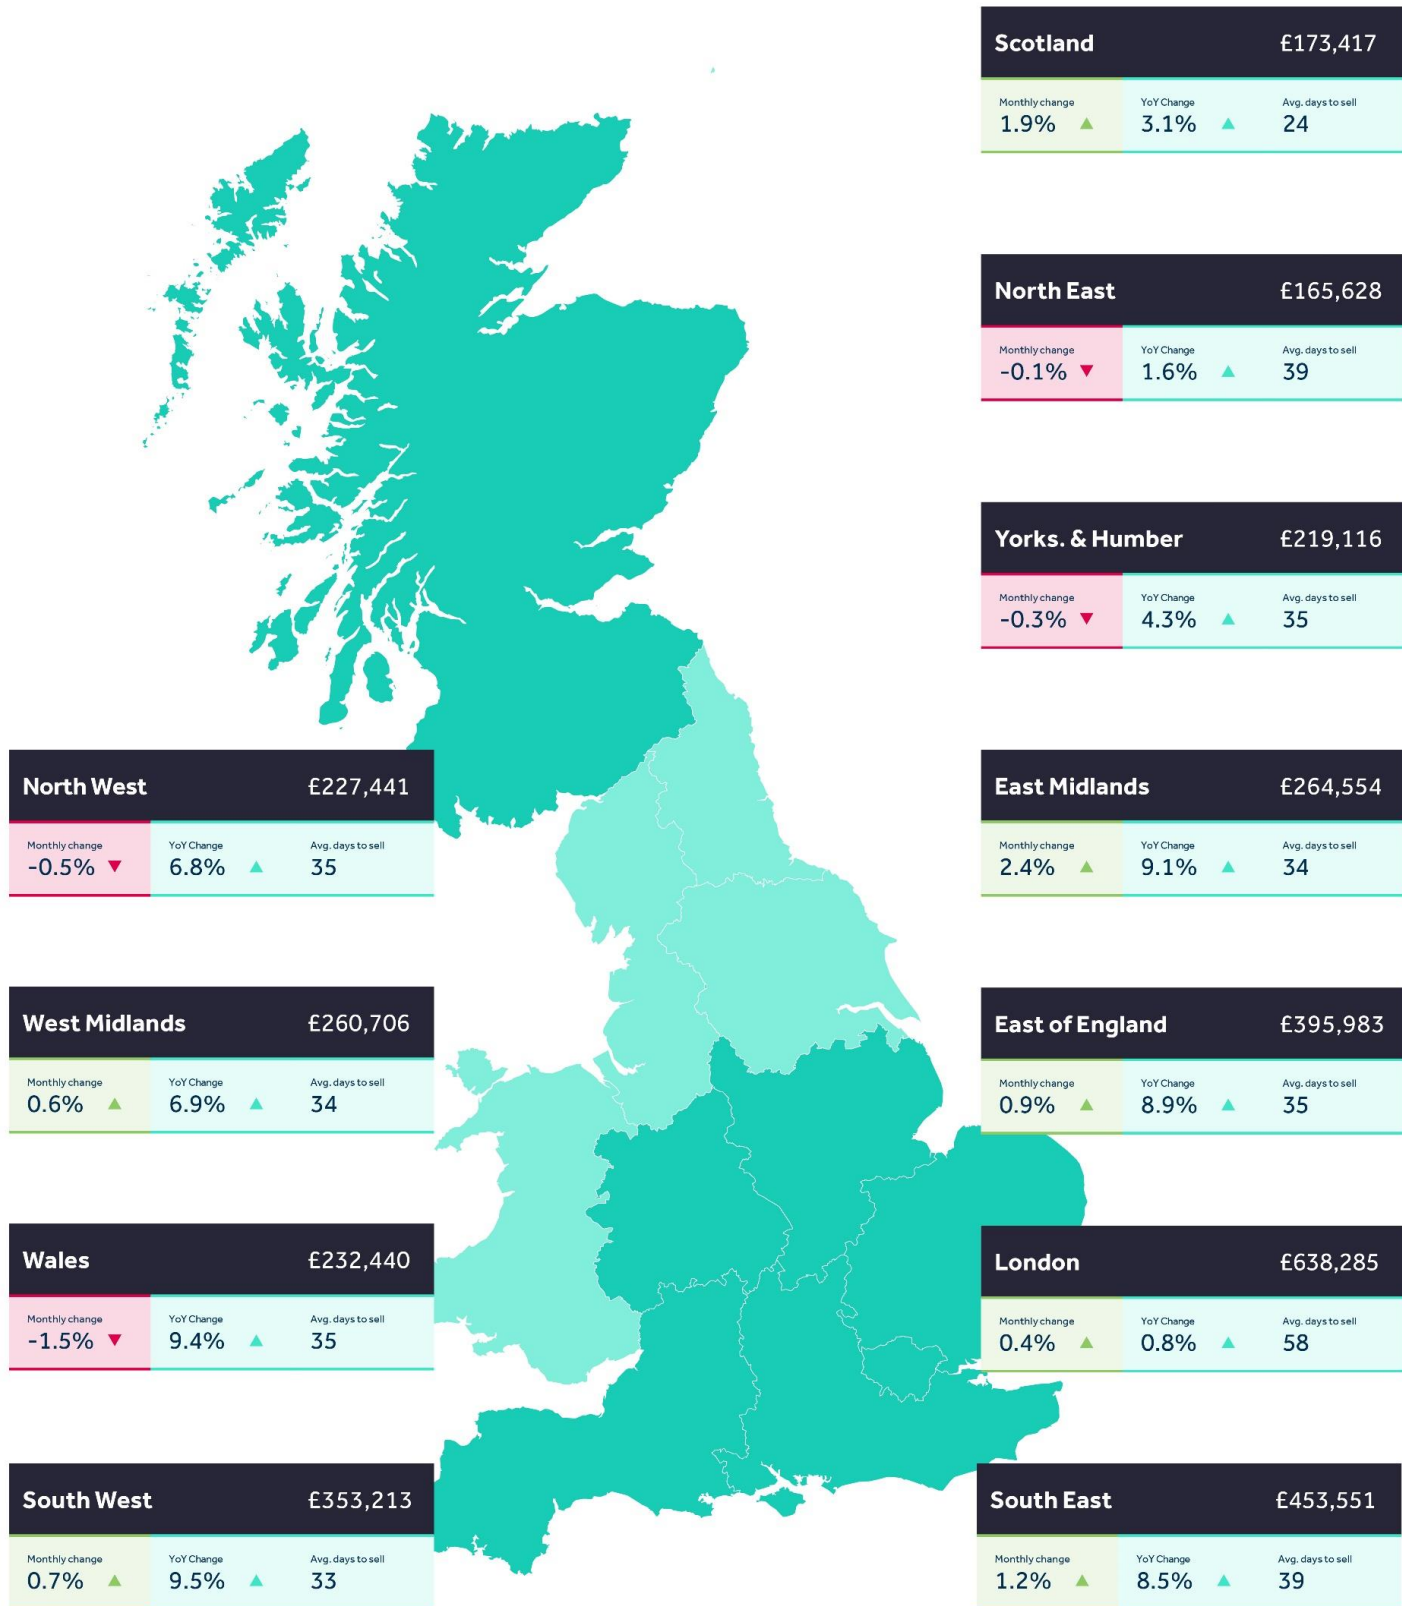 Scotland £173,417
Monthly change YoY Change Avg. days to sell
1.9% 3.1% 24
North East £165,628
Monthly change YoY Change Avg. days to sell
-0.1% 1.6% 39
Yorks. & Humber £219,116
Monthly change YoY Change Avg. days to sell
-0.3% 4.3% 35
North West £227,441
Monthly change YoY Change Avg. days to sell
-0.5% 6.8% 35
East Midlands £264,554
Monthly change YoY Change Avg. days to sell
2.4% 9.1% 34
West Midlands £260,706
Monthly change YoY Change Avg. days to sell
0.6% 6.9% 34
East of England £395,983
Monthly change YoY Change Avg. days to sell
0.9% 8.9% 35
Wales £232,440
Monthly change YoY Change Avg. days to sell
-1.5% 9.4% 35
London £638,285
Monthly change YoY Change Avg. days to sell
0.4% 0.8% 58
South West £353,213
Monthly change YoY Change Avg. days to sell
0.7% 9.5% 33
South East £453,551
Monthly change YoY Change Avg. days to sell
1.2% 8.5% 39